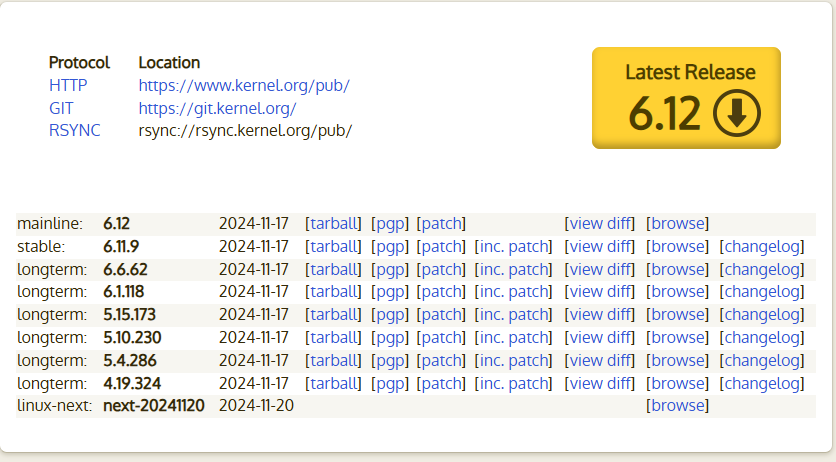 Protocol Location
HTTP https://www.kernel.org/pub/
GIT https://git.kernel.org/
RSYNC rsync://rsync.kernel.org/pub/
Latest Release
6.12
mainline: 6.12 2024-11-17 [tarball] [pgp] [patch] [view diff] [browse]
stable: 6.11.9 2024-11-17 [tarball] [pgp] [patch] [inc. patch] [view diff] [browse] [changelog]
longterm: 6.6.62 2024-11-17 [tarball] [pgp] [patch] [inc. patch] [view diff] [browse] [changelog]
longterm: 6.1.118 2024-11-17 [tarball] [pgp] [patch] [inc. patch] [view diff] [browse] [changelog]
longterm: 5.15.173 2024-11-17 [tarball] [pgp] [patch] [inc. patch] [view diff] [browse] [changelog]
longterm: 5.10.230 2024-11-17 [tarball] [pgp] [patch] [inc. patch] [view diff] [browse] [changelog]
longterm: 5.4.286 2024-11-17 [tarball] [pgp] [patch] [inc. patch] [view diff] [browse] [changelog]
longterm: 4.19.324 2024-11-17 [tarball] [pgp] [patch] [inc. patch] [view diff] [browse] [changelog]
linux-next: next-20241120 2024-11-20 [browse]